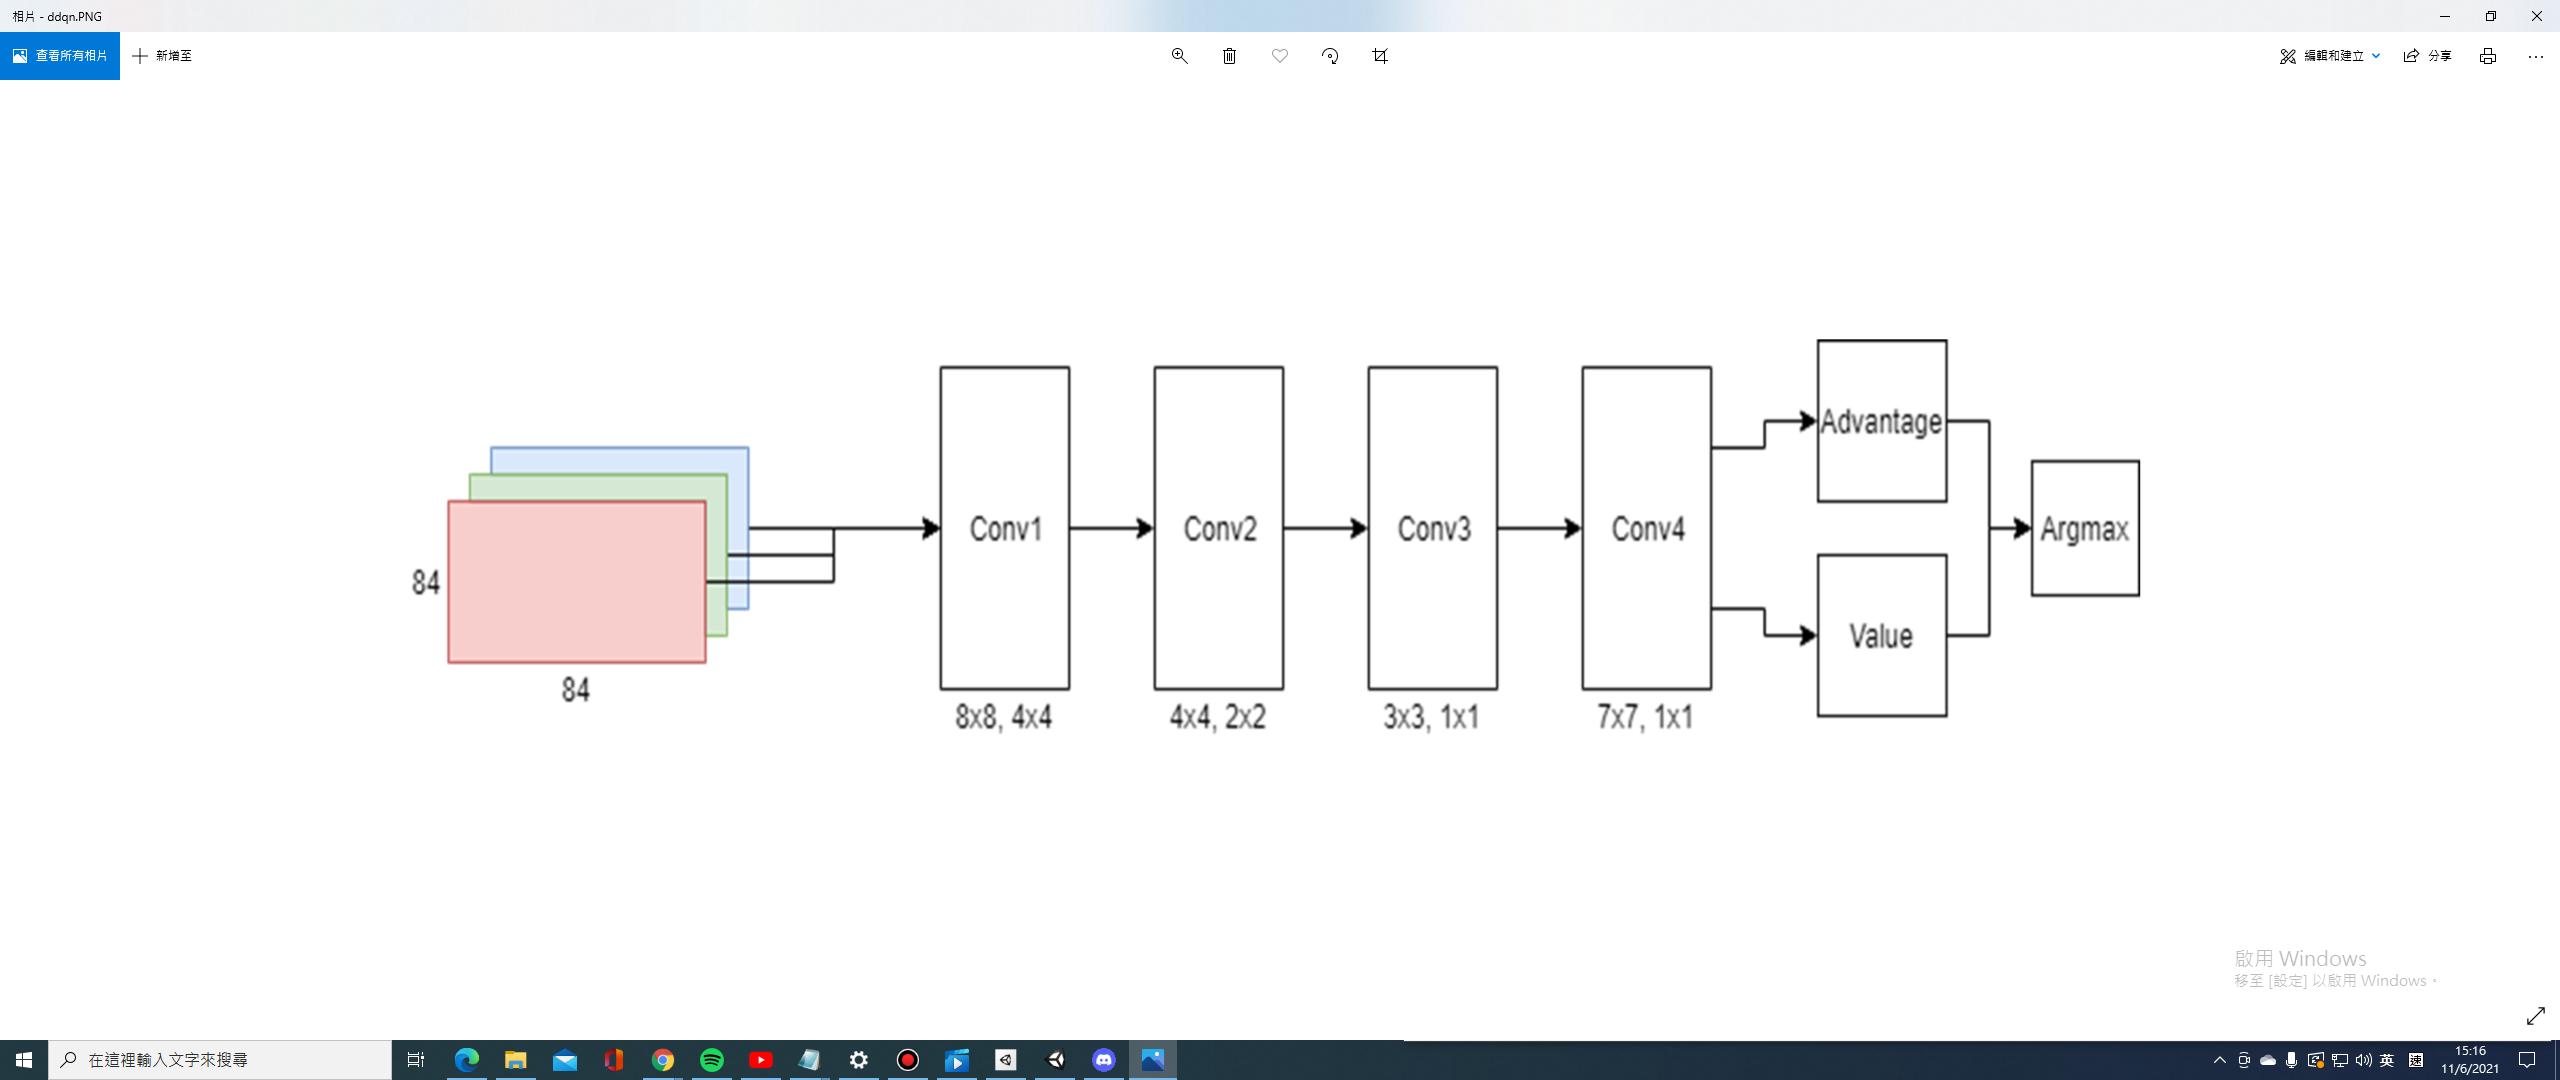 相片 - ddqn.PNG
查看所有相片
新增至
編輯和建立
分享
Advantage
Conv1
Conv2
Conv3
Conv4
Argmax
84
Value
84
8x8, 4x4
4x4, 2x2
3x3, 1x1
7x7, 1x1
啟用 Windows
移至 [設定] 以啟用 Windows。
在這裡輸入文字來搜尋
英
速
15:16
11/6/2021